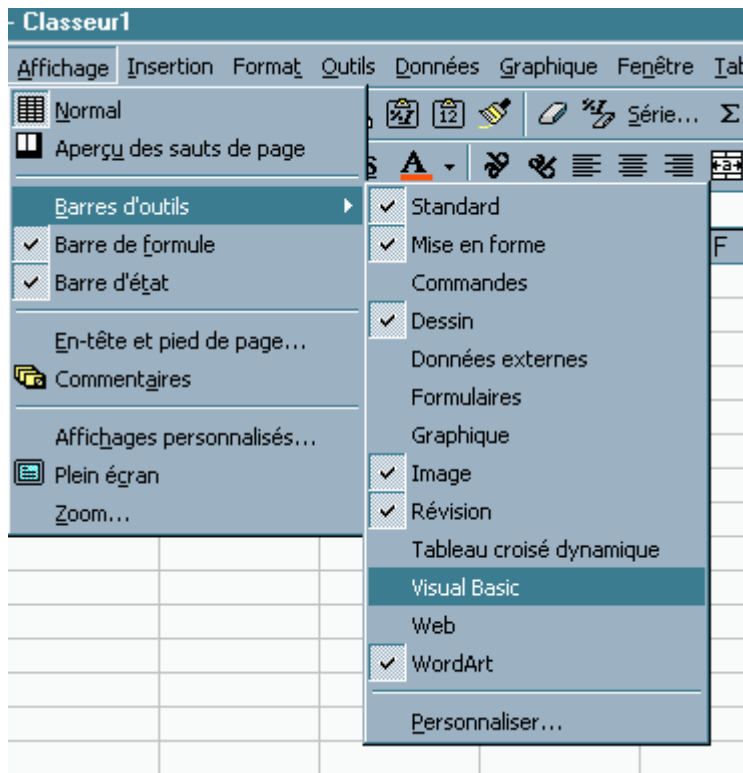 - Classeur1
Affichage Insertion Format Outils Données Graphique Fenêtre
12 Série... Σ
A
Normal
Aperçu des sauts de page
Barres d'outils
Barre de formule
Barre d'état
En-tête et pied de page...
Commentaires
Affichages personnalisés...
Plein écran
Zoom...
Standard
Mise en forme
Commandes
Dessin
Données externes
Formulaires
Graphique
Image
Révision
Tableau croisé dynamique
Visual Basic
Web
WordArt
Personnaliser...
F